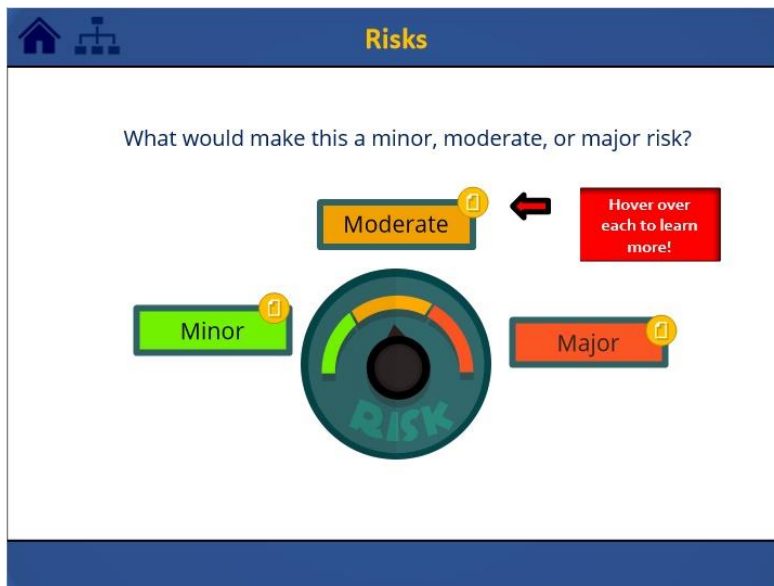 Risks
What would make this a minor, moderate, or major risk?
Moderate
Hover over
each to learn
more!
Minor
Major
RISK